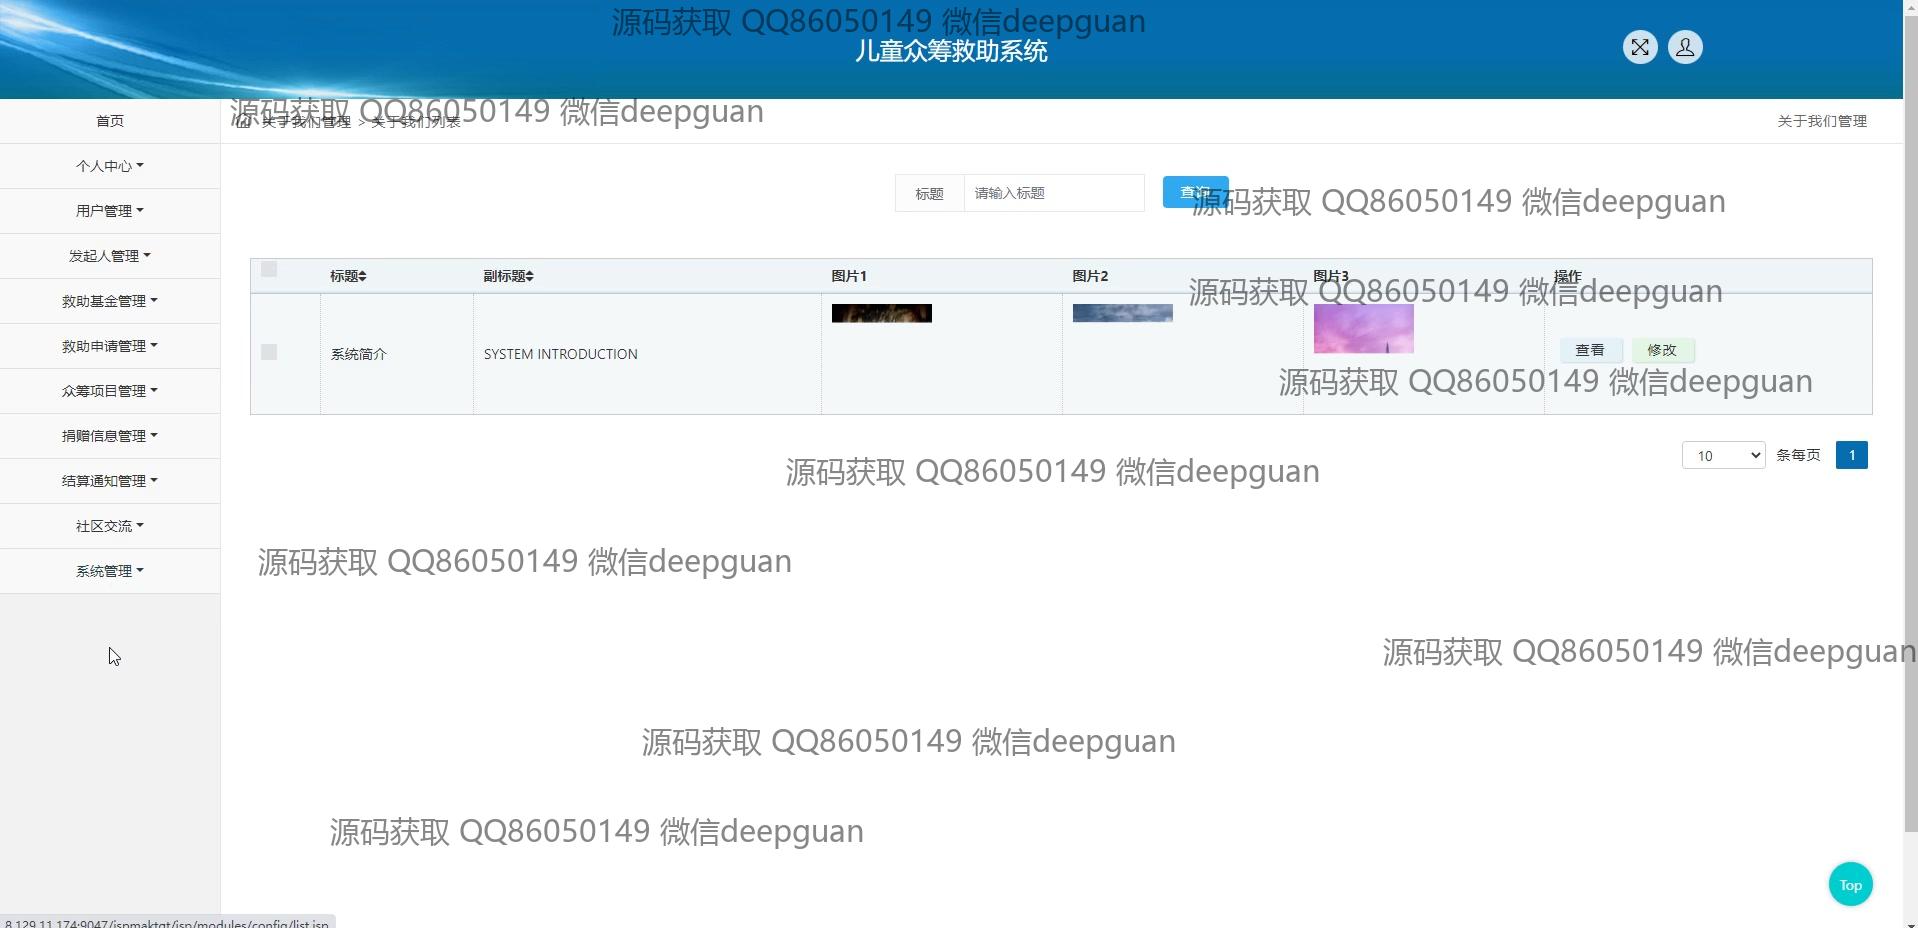 源码获取 QQ86050149 微信deepguan
儿童众筹救助系统
源码获取 QQ86050149 微信deepguan
首页
关于我们管理 > 关于我们列表
关于我们管理
个人中心
标题 请输入标题 查询
源码获取 QQ86050149 微信deepguan
用户管理
发起人管理
标题 副标题 图片1 图片2 图片3 操作
源码获取 QQ86050149 微信deepguan
救助基金管理
救助申请管理
系统简介 SYSTEM INTRODUCTION 查看 修改
源码获取 QQ86050149 微信deepguan
众筹项目管理
捐赠信息管理
10 条每页 1
源码获取 QQ86050149 微信deepguan
结算通知管理
社区交流
源码获取 QQ86050149 微信deepguan
系统管理
源码获取 QQ86050149 微信deepguan
源码获取 QQ86050149 微信deepguan
源码获取 QQ86050149 微信deepguan
Top
8.129.11.174:9047/jspmaktgt/jsp/modules/config/list.jsp